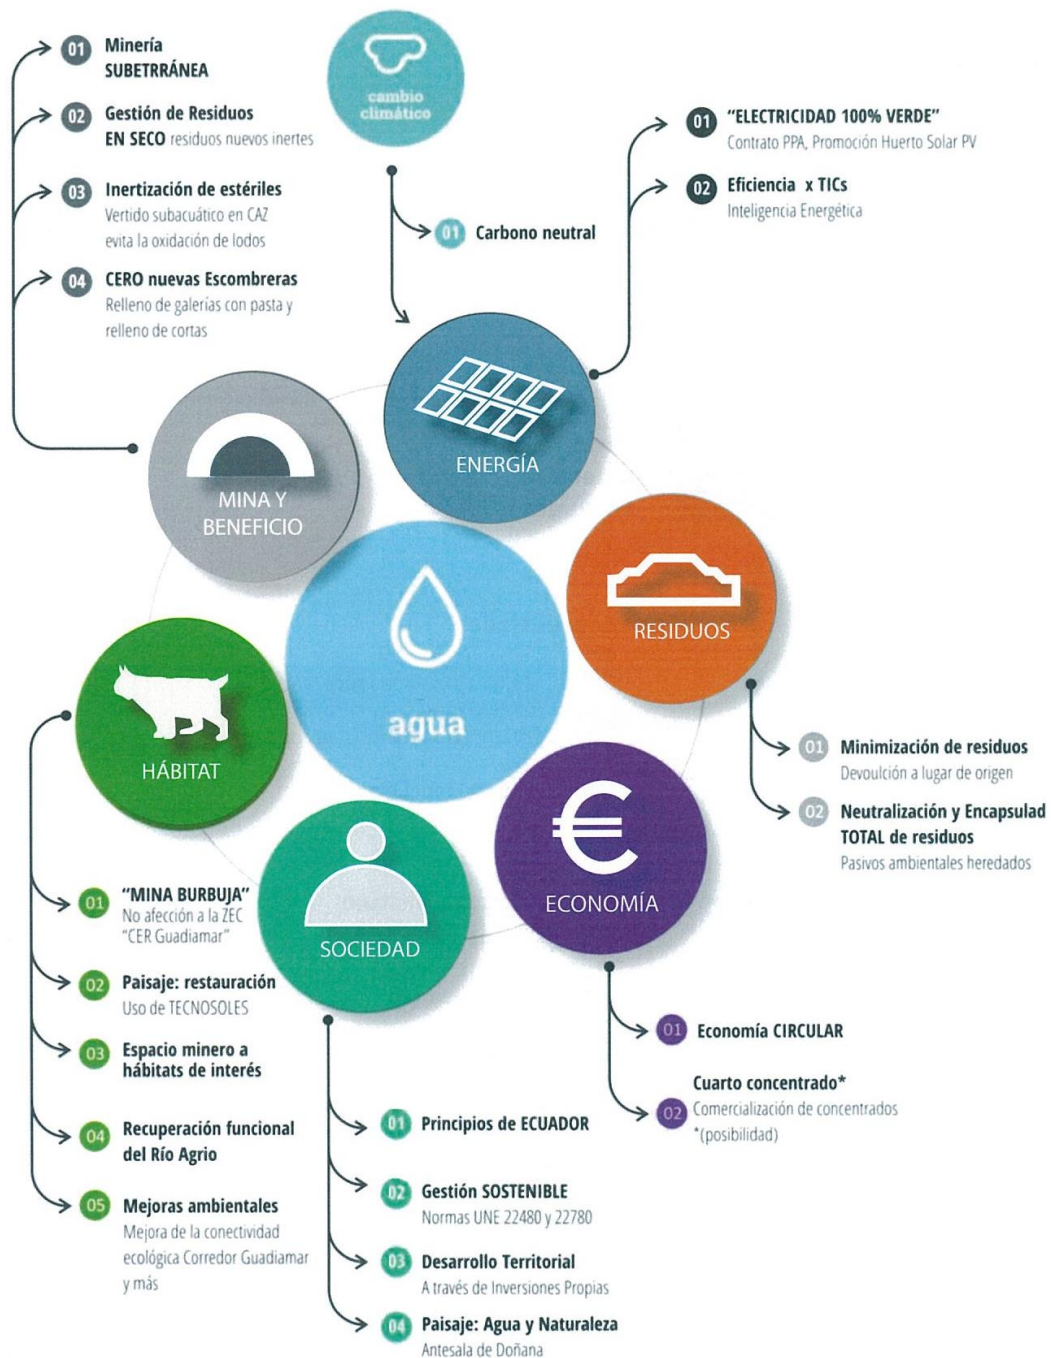 01 Minería
SUBETRRÁNEA
02 Gestión de Residuos
EN SECO residuos nuevos inertes
03 Inertización de estériles
Vertido subacuático en CAZ
evita la oxidación de lodos
04 CERO nuevas Escombreras
Relleno de galerías con pasta y
relleno de cortas
cambio
climático
01 Carbono neutral
01 “ELECTRICIDAD 100% VERDE”
Contrato PPA, Promoción Huerto Solar PV
02 Eficiencia x TICs
Inteligencia Energética
ENERGÍA
MINA Y
BENEFICIO
RESIDUOS
agua
HÁBITAT
ECONOMÍA
SOCIEDAD
01 Minimización de residuos
Devoulción a lugar de origen
02 Neutralización y Encapsulad
TOTAL de residuos
Pasivos ambientales heredados
01 “MINA BURBUJA”
No afección a la ZEC
“CER Guadiamar”
02 Paisaje: restauración
Uso de TECNOSOLES
03 Espacio minero a
hábitats de interés
04 Recuperación funcional
del Río Agrio
05 Mejoras ambientales
Mejora de la conectividad
ecológica Corredor Guadiamar
y más
01 Principios de ECUADOR
02 Gestión SOSTENIBLE
Normas UNE 22480 y 22780
03 Desarrollo Territorial
A través de Inversiones Propias
04 Paisaje: Agua y Naturaleza
Antesala de Doñana
01 Economía CIRCULAR
02 Cuarto concentrado*
Comercialización de concentrados
*(posibilidad)